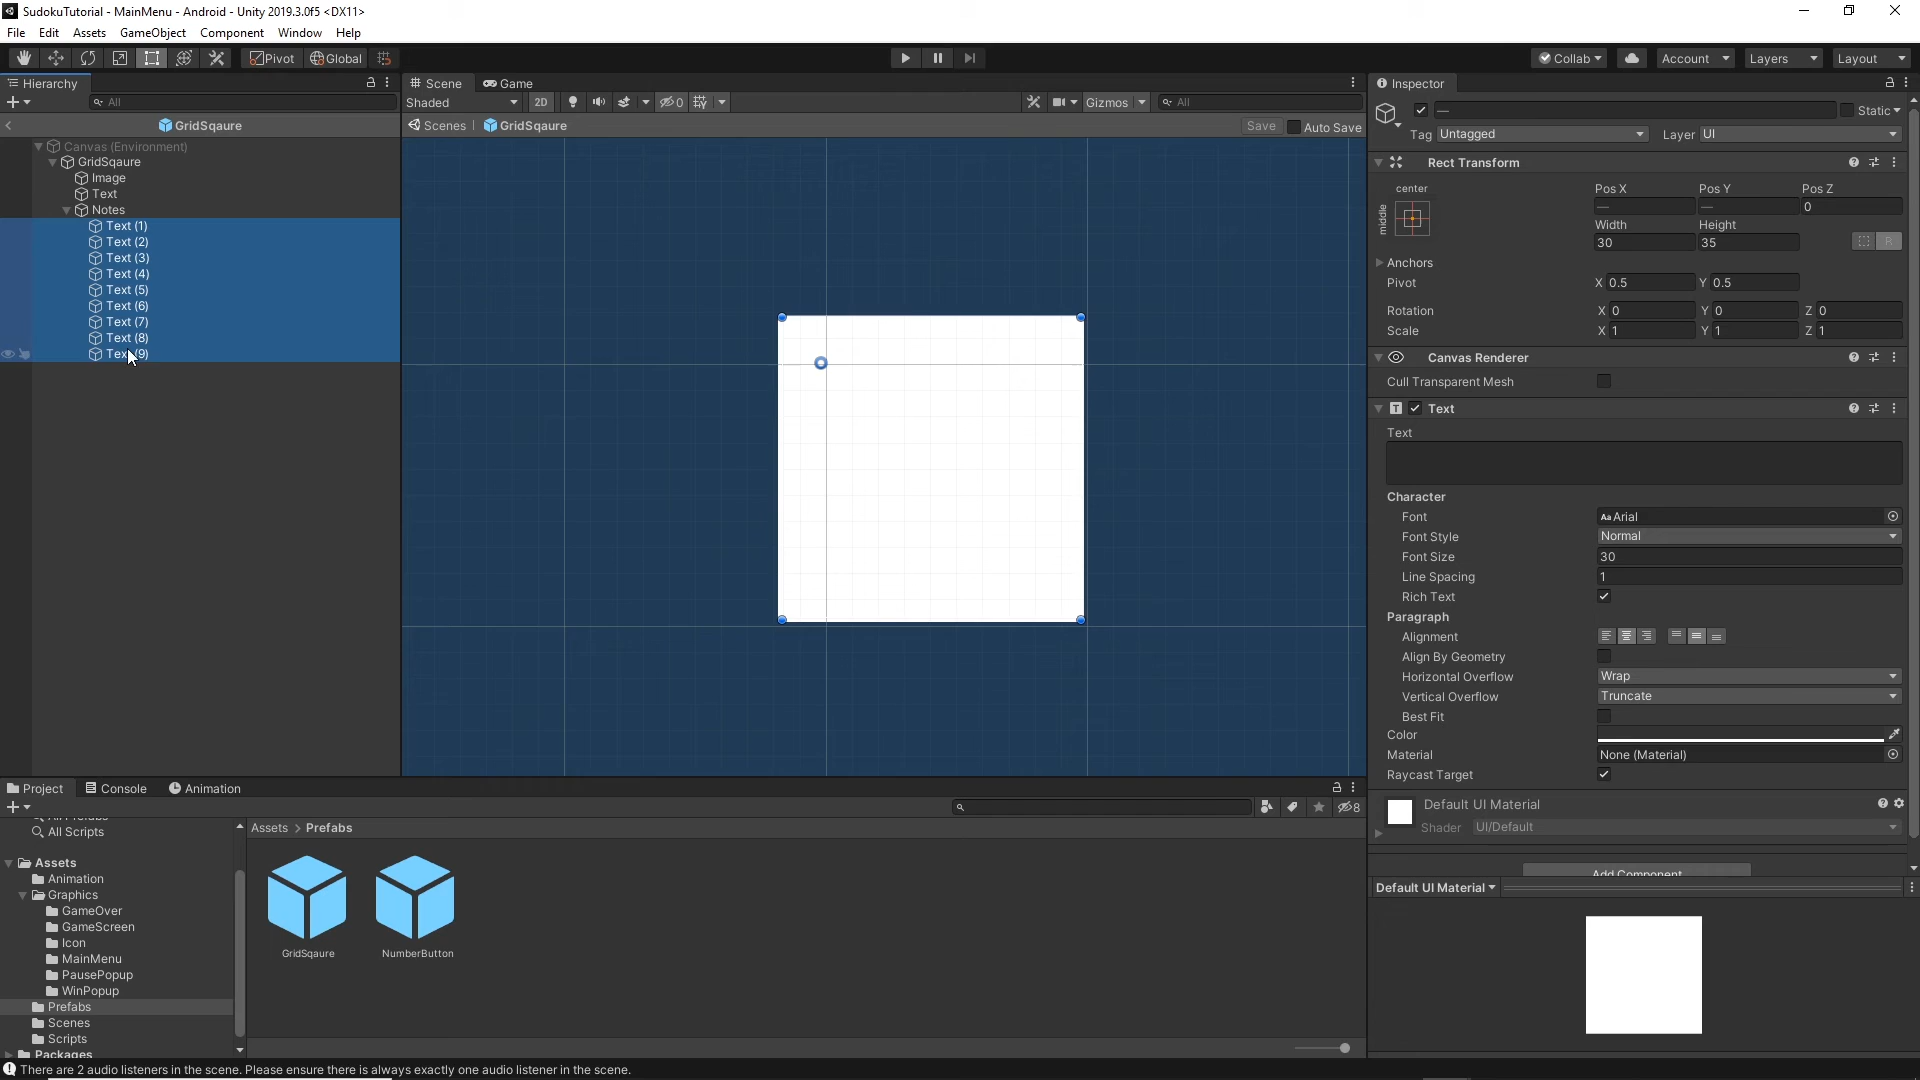 SudokuTutorial - MainMenu - Android - Unity 2019.3.0f5 <DX11>
File Edit Assets GameObject Component Window Help
Pivot Global Collab Account Layers Layout
Hierarchy
All
GridSqaure
Canvas (Environment)
GridSqaure
Image
Text
Notes
Text (1)
Text (2)
Text (3)
Text (4)
Text (5)
Text (6)
Text (7)
Text (8)
Text (9)
Scene Game
Shaded 2D 0 Gizmos All
Scenes GridSqaure Save Auto Save
Inspector
— Static
Tag Untagged Layer UI
Rect Transform
center
middle
Pos X Pos Y Pos Z
— — 0
Width Height
30 35
R
Anchors
Pivot X 0.5 Y 0.5
Rotation X 0 Y 0 Z 0
Scale X 1 Y 1 Z 1
Canvas Renderer
Cull Transparent Mesh
Text
Text
Character
Font Arial
Font Style Normal
Font Size 30
Line Spacing 1
Rich Text
Paragraph
Alignment
Align By Geometry
Horizontal Overflow Wrap
Vertical Overflow Truncate
Best Fit
Color
Material None (Material)
Raycast Target
Default UI Material
Shader UI/Default
Add Component
Default UI Material
Project Console Animation
8
All Prefabs
All Scripts
Assets
Animation
Graphics
GameOver
GameScreen
Icon
MainMenu
PausePopup
WinPopup
Prefabs
Scenes
Scripts
Packages
Assets > Prefabs
GridSqaure NumberButton
There are 2 audio listeners in the scene. Please ensure there is always exactly one audio listener in the scene.